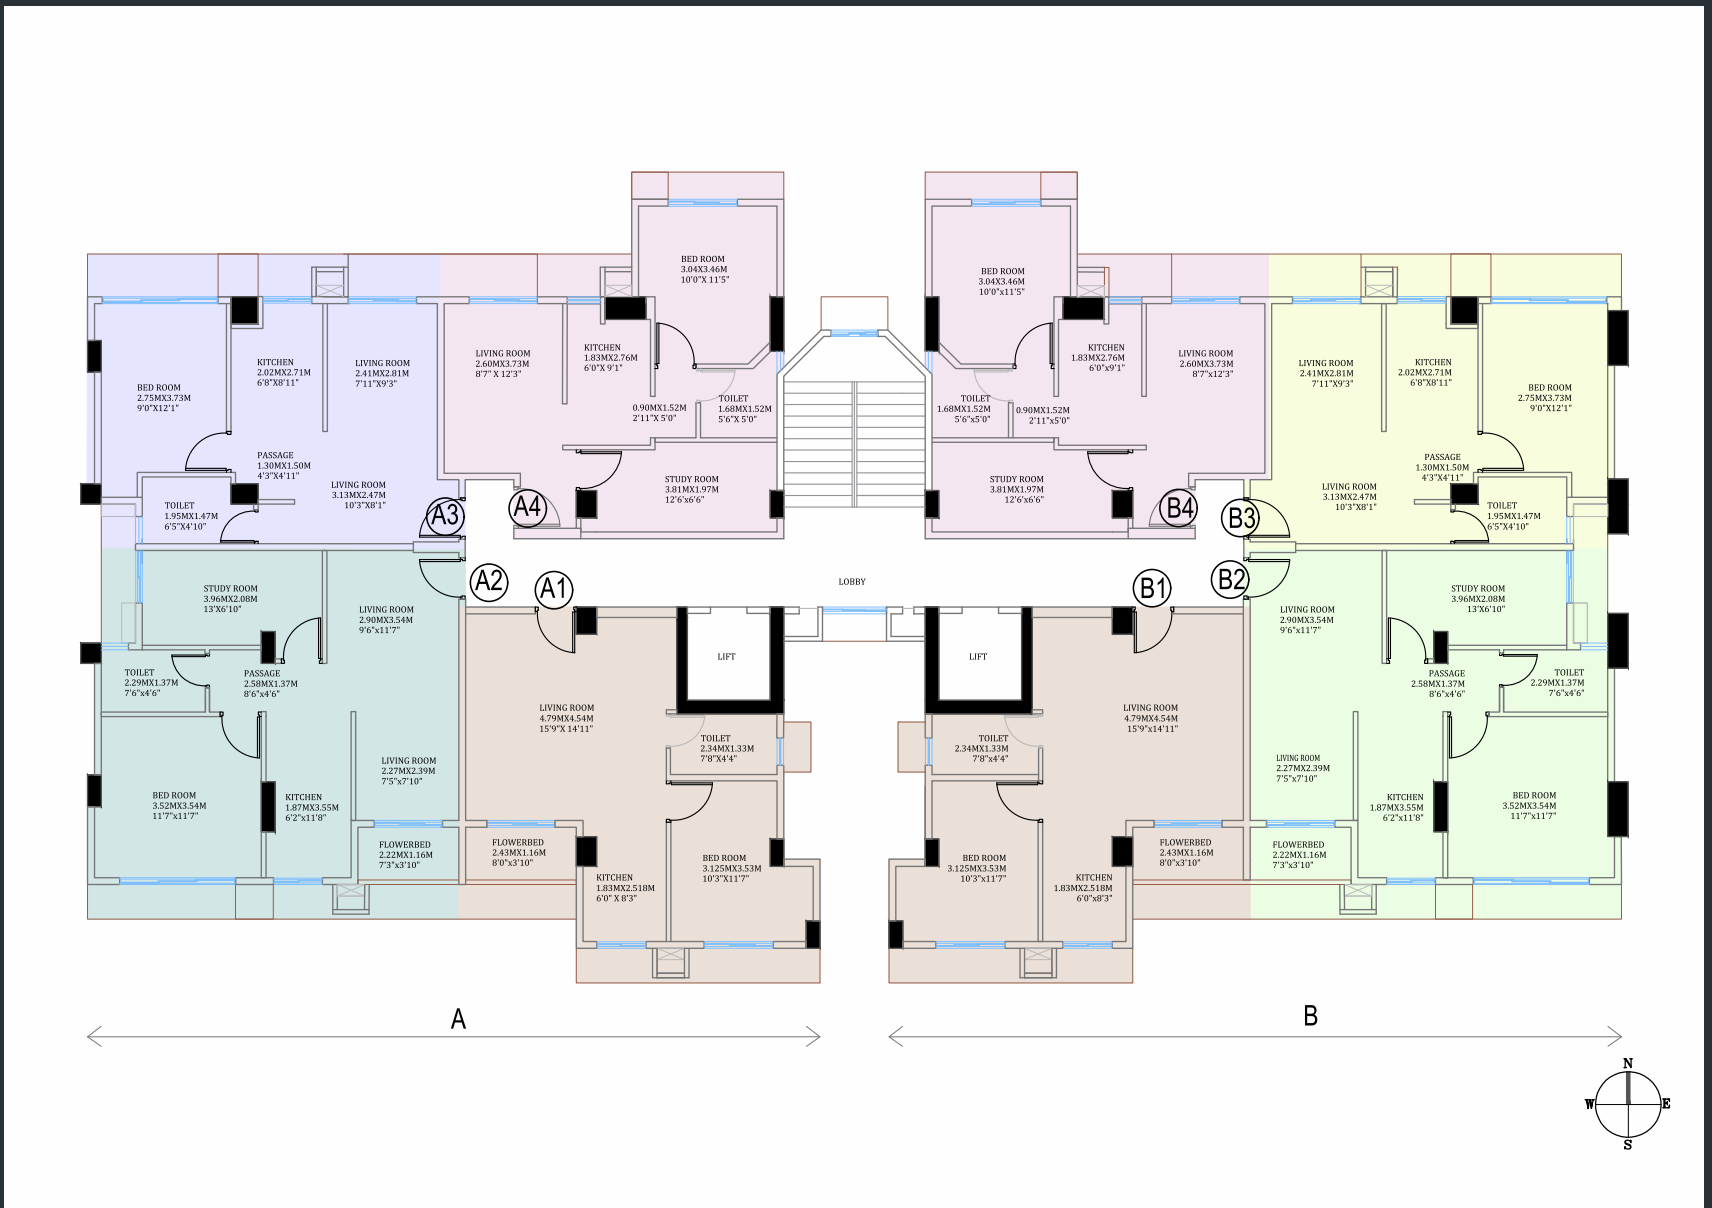 BED ROOM
3.04X3.46M
10'0"X 11'5"
BED ROOM
3.04X3.46M
10'0"x11'5"
BED ROOM
2.75MX3.73M
9'0"X12'1"
KITCHEN
2.02MX2.71M
6'8"X8'11"
LIVING ROOM
2.41MX2.81M
7'11"X9'3"
PASSAGE
1.30MX1.50M
4'3"X4'11"
LIVING ROOM
3.13MX2.47M
10'3"X8'1"
TOILET
1.95MX1.47M
6'5"X4'10"
A3
LIVING ROOM
2.60MX3.73M
8'7" X 12'3"
KITCHEN
1.83MX2.76M
6'0"X 9'1"
0.90MX1.52M
2'11"X 5'0"
TOILET
1.68MX1.52M
5'6"X 5'0"
STUDY ROOM
3.81MX1.97M
12'6"x6'6"
A4
KITCHEN
1.83MX2.76M
6'0"x9'1"
LIVING ROOM
2.60MX3.73M
8'7"x12'3"
TOILET
1.68MX1.52M
5'6"x5'0"
0.90MX1.52M
2'11"x5'0"
STUDY ROOM
3.81MX1.97M
12'6"x6'6"
B4
LIVING ROOM
2.41MX2.81M
7'11"X9'3"
KITCHEN
2.02MX2.71M
6'8"X8'11"
BED ROOM
2.75MX3.73M
9'0"X12'1"
PASSAGE
1.30MX1.50M
4'3"X4'11"
LIVING ROOM
3.13MX2.47M
10'3"X8'1"
TOILET
1.95MX1.47M
6'5"X4'10"
B3
A2
A1
LOBBY
B1
B2
STUDY ROOM
3.96MX2.08M
13'X6'10"
LIVING ROOM
2.90MX3.54M
9'6"x11'7"
TOILET
2.29MX1.37M
7'6"x4'6"
PASSAGE
2.58MX1.37M
8'6"x4'6"
LIVING ROOM
2.27MX2.39M
7'5"x7'10"
BED ROOM
3.52MX3.54M
11'7"x11'7"
KITCHEN
1.87MX3.55M
6'2"x11'8"
FLOWERBED
2.22MX1.16M
7'3"x3'10"
LIFT
LIVING ROOM
4.79MX4.54M
15'9"X 14'11"
TOILET
2.34MX1.33M
7'8"X4'4"
FLOWERBED
2.43MX1.16M
8'0"x3'10"
KITCHEN
1.83MX2.518M
6'0" X 8'3"
BED ROOM
3.125MX3.53M
10'3"X11'7"
LIFT
LIVING ROOM
4.79MX4.54M
15'9"x14'11"
TOILET
2.34MX1.33M
7'8"x4'4"
BED ROOM
3.125MX3.53M
10'3"x11'7"
KITCHEN
1.83MX2.518M
6'0"x8'3"
FLOWERBED
2.43MX1.16M
8'0"x3'10"
LIVING ROOM
2.90MX3.54M
9'6"x11'7"
STUDY ROOM
3.96MX2.08M
13'X6'10"
PASSAGE
2.58MX1.37M
8'6"x4'6"
TOILET
2.29MX1.37M
7'6"x4'6"
LIVING ROOM
2.27MX2.39M
7'5"x7'10"
KITCHEN
1.87MX3.55M
6'2"x11'8"
BED ROOM
3.52MX3.54M
11'7"x11'7"
FLOWERBED
2.22MX1.16M
7'3"x3'10"
A
B
N
W
E
S